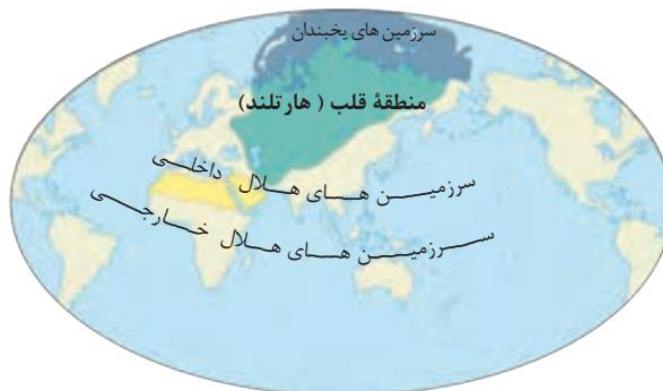 سرزمین های یخبندان
منطقهٔ قلب ( هارتلند)
سرزمین های هلال داخلی
سرزمین های هلال خارجی